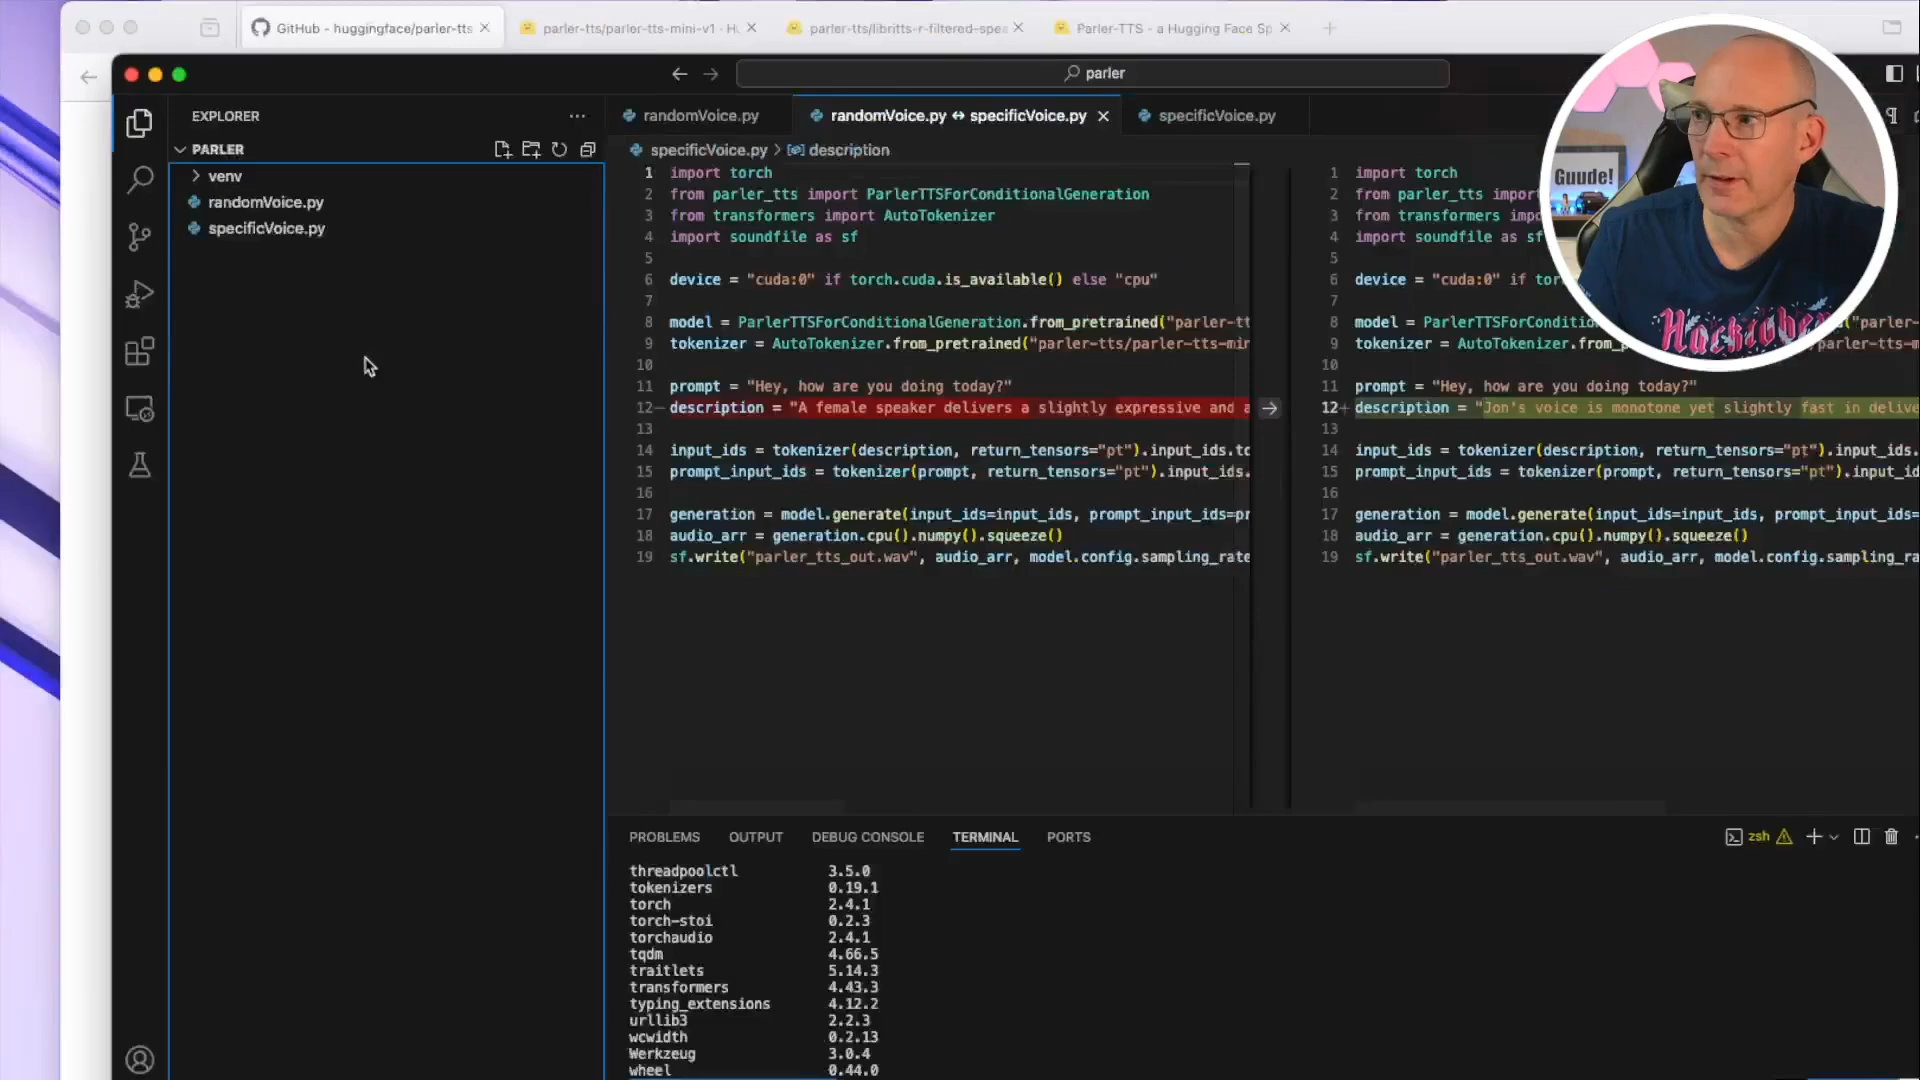 GitHub - huggingface/parler-tts
parler-tts/parler-tts-mini-v1 · H
parler-tts/libritts-r-filtered-spea
Parler-TTS - a Hugging Face Sp
parler
EXPLORER
PARLER
venv
randomVoice.py
specificVoice.py
randomVoice.py
randomVoice.py ↔ specificVoice.py
specificVoice.py
specificVoice.py > description
1 import torch
2 from parler_tts import ParlerTTSForConditionalGeneration
3 from transformers import AutoTokenizer
4 import soundfile as sf
5
6 device = "cuda:0" if torch.cuda.is_available() else "cpu"
7
8 model = ParlerTTSForConditionalGeneration.from_pretrained("parler-tt
9 tokenizer = AutoTokenizer.from_pretrained("parler-tts/parler-tts-min
10
11 prompt = "Hey, how are you doing today?"
12− description = "A female speaker delivers a slightly expressive and a
13
14 input_ids = tokenizer(description, return_tensors="pt").input_ids.to
15 prompt_input_ids = tokenizer(prompt, return_tensors="pt").input_ids.
16
17 generation = model.generate(input_ids=input_ids, prompt_input_ids=pr
18 audio_arr = generation.cpu().numpy().squeeze()
19 sf.write("parler_tts_out.wav", audio_arr, model.config.sampling_rate
1 import torch
2 from parler_tts impor
3 from transformers imp
4 import soundfile as sf
5
6 device = "cuda:0" if tor
7
8 model = ParlerTTSForConditio "parler-
9 tokenizer = AutoTokenizer.from_p parler-tts-m
10
11 prompt = "Hey, how are you doing today?"
12+ description = "Jon's voice is monotone yet slightly fast in delive
13
14 input_ids = tokenizer(description, return_tensors="pt").input_ids.
15 prompt_input_ids = tokenizer(prompt, return_tensors="pt").input_id
16
17 generation = model.generate(input_ids=input_ids, prompt_input_ids=
18 audio_arr = generation.cpu().numpy().squeeze()
19 sf.write("parler_tts_out.wav", audio_arr, model.config.sampling_ra
Guude!
Hacktober
PROBLEMS OUTPUT DEBUG CONSOLE TERMINAL PORTS
zsh
threadpoolctl 3.5.0
tokenizers 0.19.1
torch 2.4.1
torch-stoi 0.2.3
torchaudio 2.4.1
tqdm 4.66.5
traitlets 5.14.3
transformers 4.43.3
typing_extensions 4.12.2
urllib3 2.2.3
wcwidth 0.2.13
Werkzeug 3.0.4
wheel 0.44.0